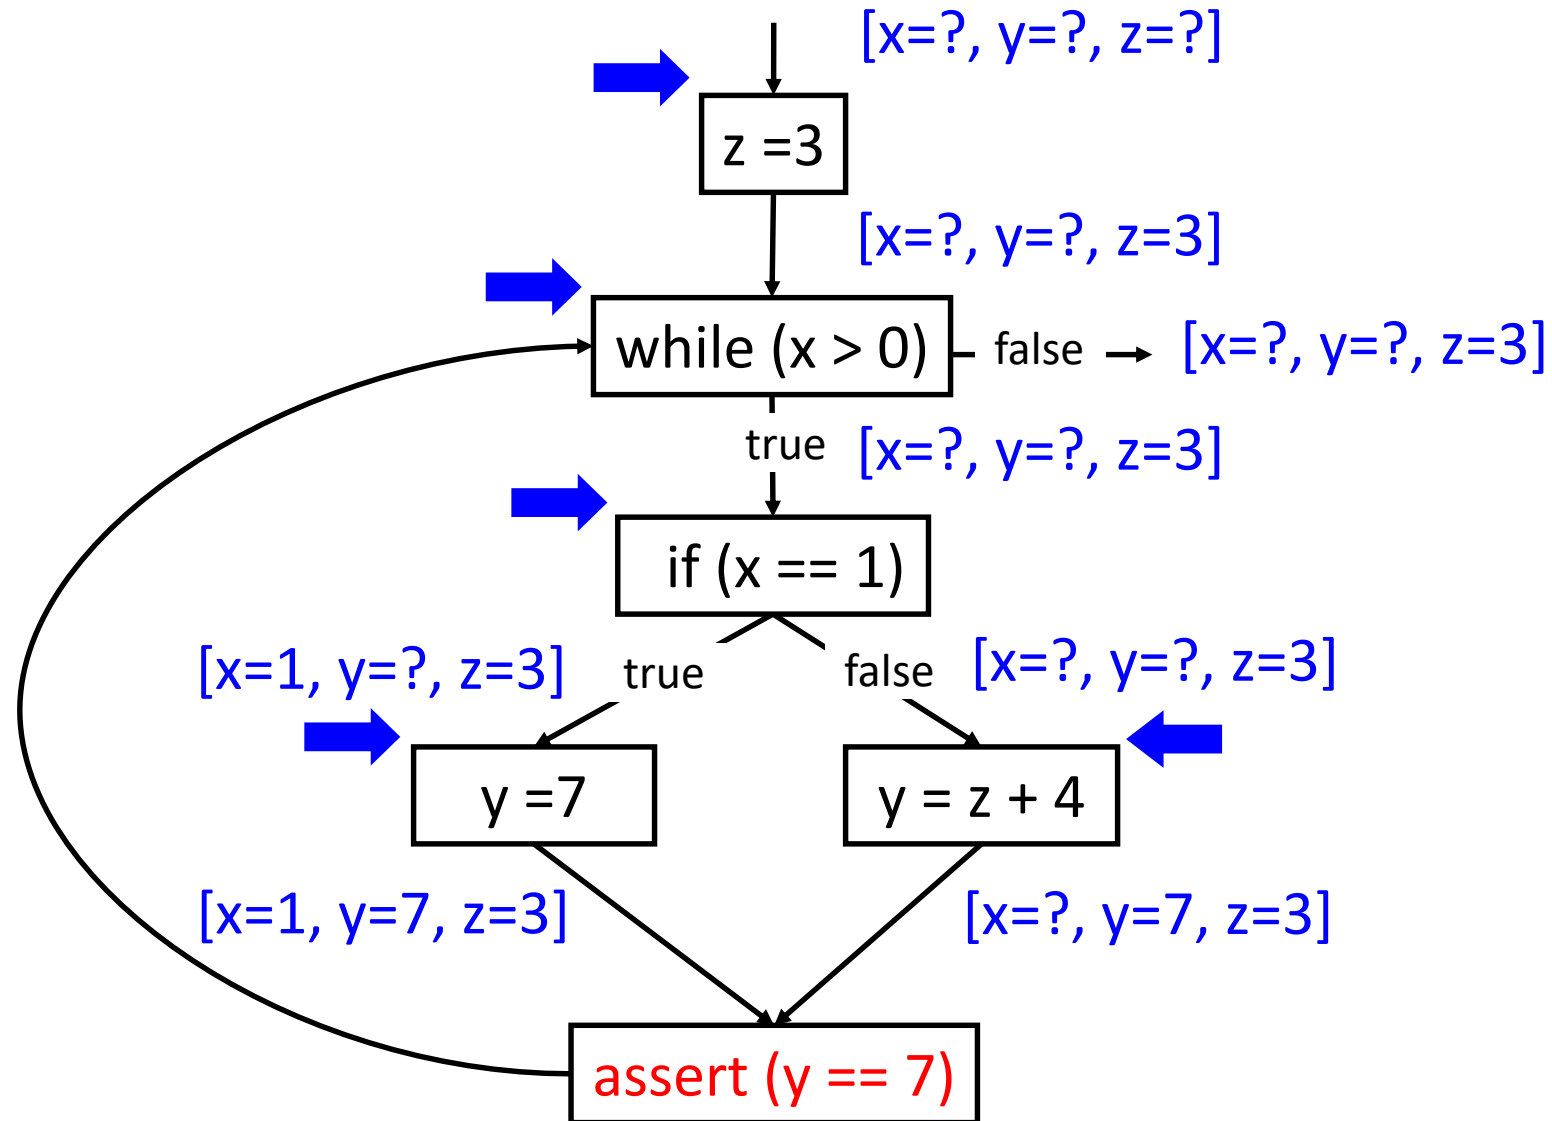 [x=?, y=?, z=?]
z =3
[x=?, y=?, z=3]
while (x > 0)
false
[x=?, y=?, z=3]
true
[x=?, y=?, z=3]
if (x == 1)
[x=1, y=?, z=3]
true
false
[x=?, y=?, z=3]
y =7
y = z + 4
[x=1, y=7, z=3]
[x=?, y=7, z=3]
assert (y == 7)